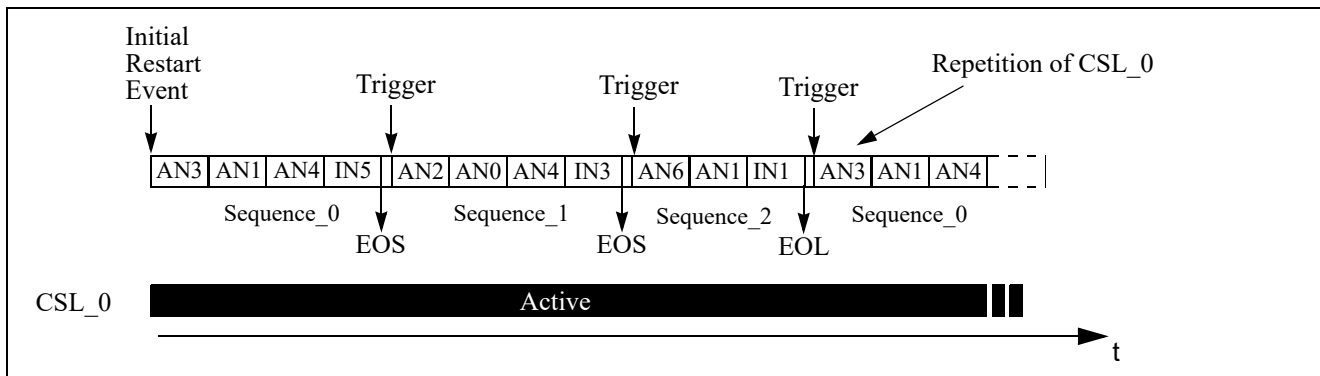 Initial
Restart
Event
Trigger
Trigger
Trigger
Repetition of CSL_0
AN3 AN1 AN4 IN5 AN2 AN0 AN4 IN3 AN6 AN1 IN1 AN3 AN1 AN4
Sequence_0 Sequence_1 Sequence_2 Sequence_0
EOS EOS EOL
CSL_0 Active
t